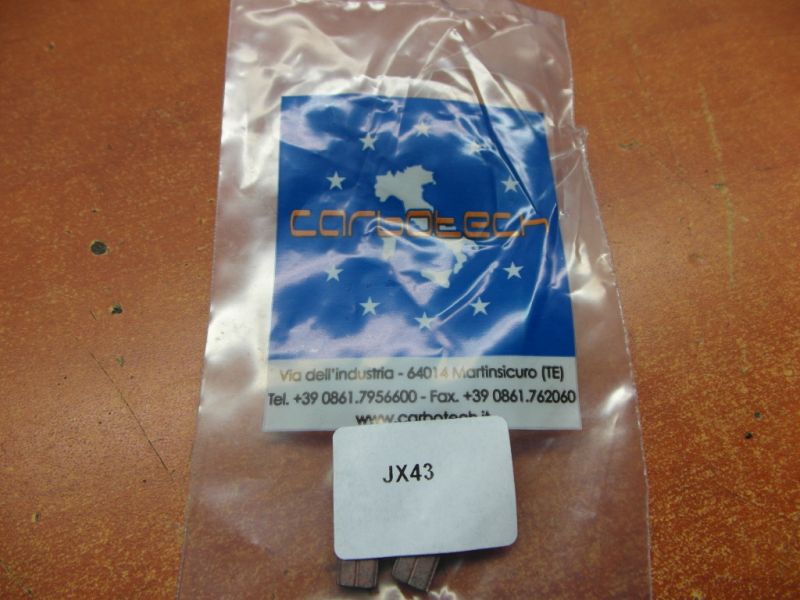 carbotech
Via dell'industria - 64014 Martinsicuro (TE)
Tel. +39 0861.7956600 - Fax. +39 0861.762060
www.carbotech.it
JX43